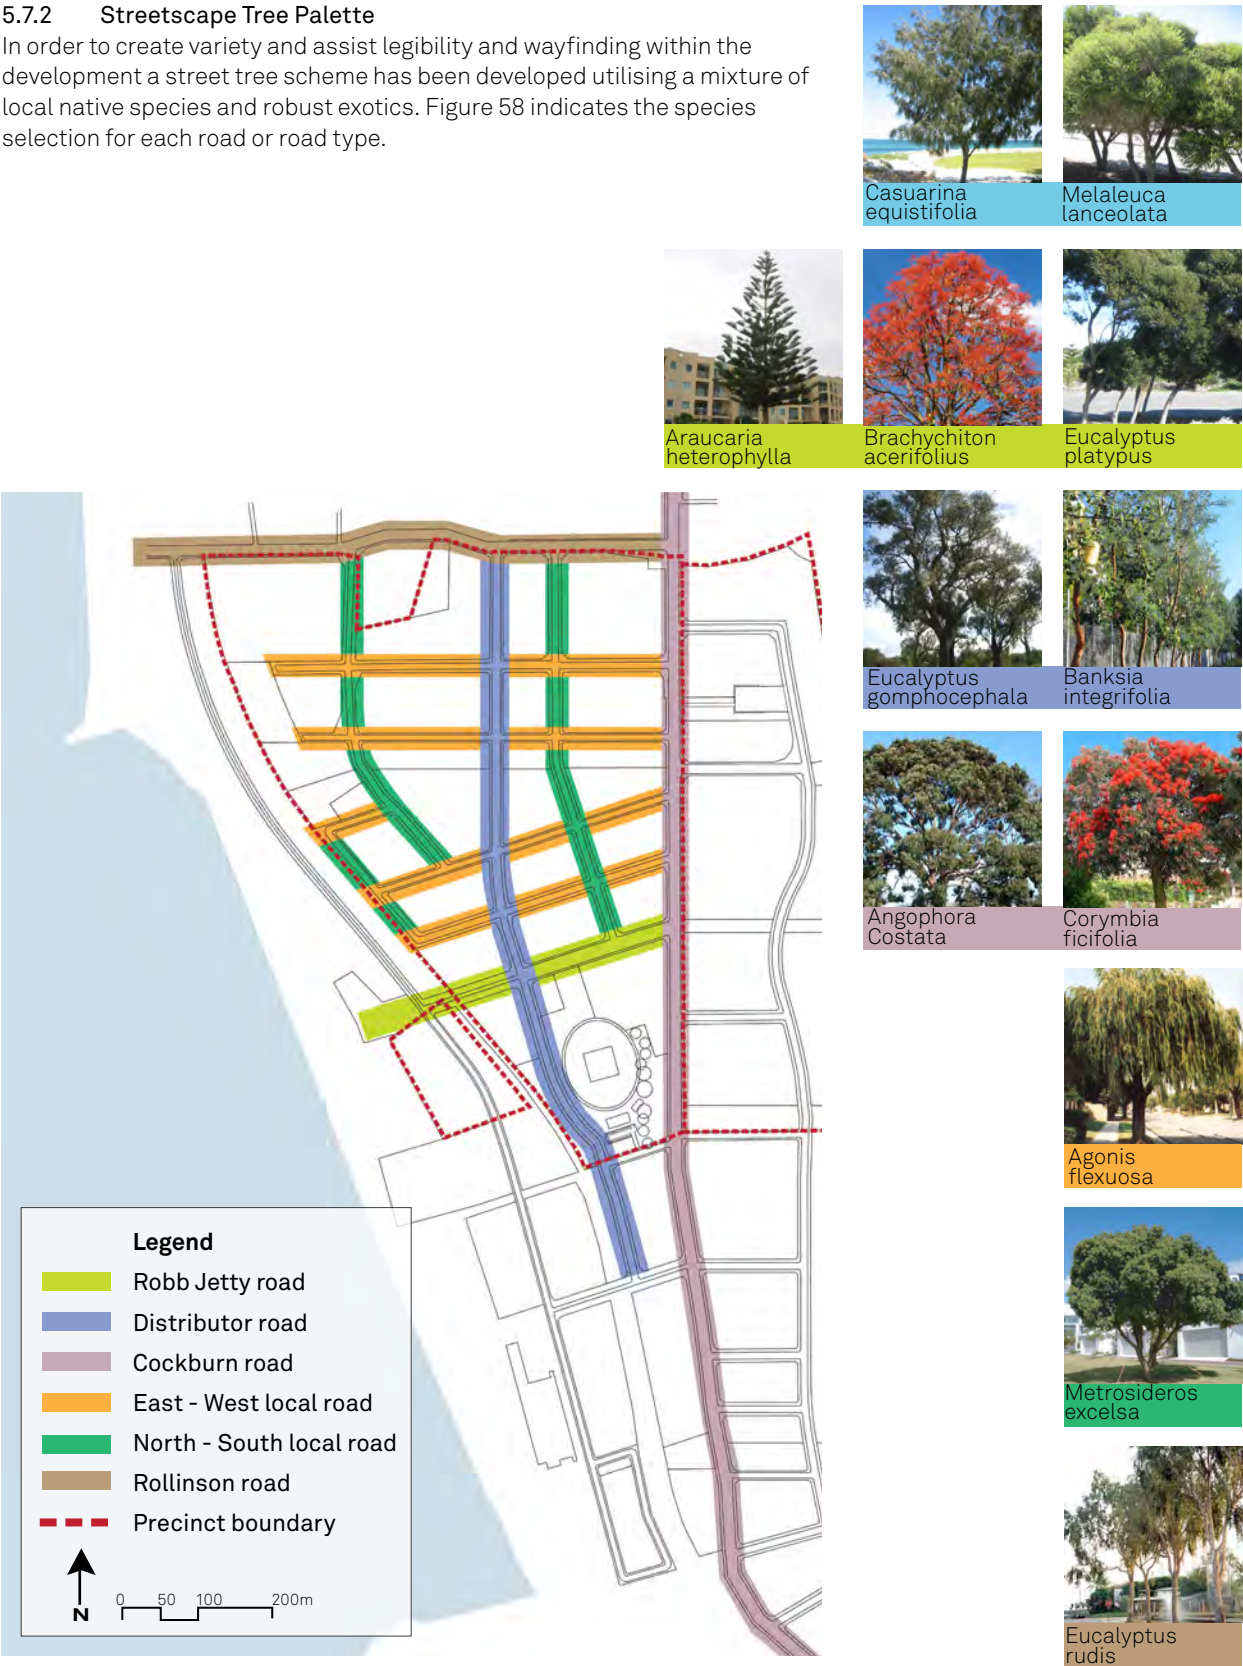 5.7.2 Streetscape Tree Palette
In order to create variety and assist legibility and wayfinding within the
development a street tree scheme has been developed utilising a mixture of
local native species and robust exotics. Figure 58 indicates the species
selection for each road or road type.
Casuarina
equistifolia
Melaleuca
lanceolata
Araucaria
heterophylla
Brachychiton
acerifolius
Eucalyptus
platypus
Eucalyptus
gomphocephala
Banksia
integrifolia
Angophora
Costata
Corymbia
ficifolia
Agonis
flexuosa
Metrosideros
excelsa
Eucalyptus
rudis
Legend
Robb Jetty road
Distributor road
Cockburn road
East - West local road
North - South local road
Rollinson road
Precinct boundary
N
0 50 100 200m